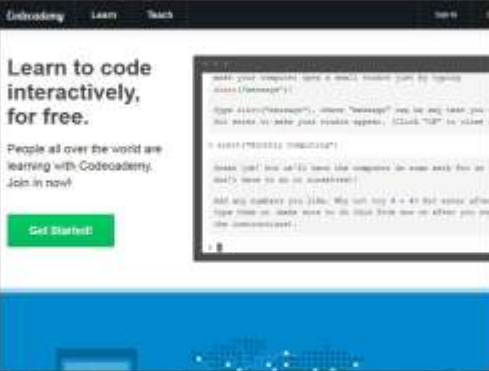 Codecademy Learn Teach Sign in
Learn to code
interactively,
for free.
People all over the world are
learning with Codecademy.
Join in now!
Get Started!
make your computer open a small window just by typing
alert("message")!
Type alert("message"), where "message" can be any text you
hit enter to make your window appear. (Click "OK" to close
> alert("Monthly Computing")
Great job! Now we'll have the computer do some math for us
don't have to do it ourselves!!
Add any numbers you like. Why not try 4 + 4? Hit enter after
type them or make sure to do this from now on after you
the instructions).
>